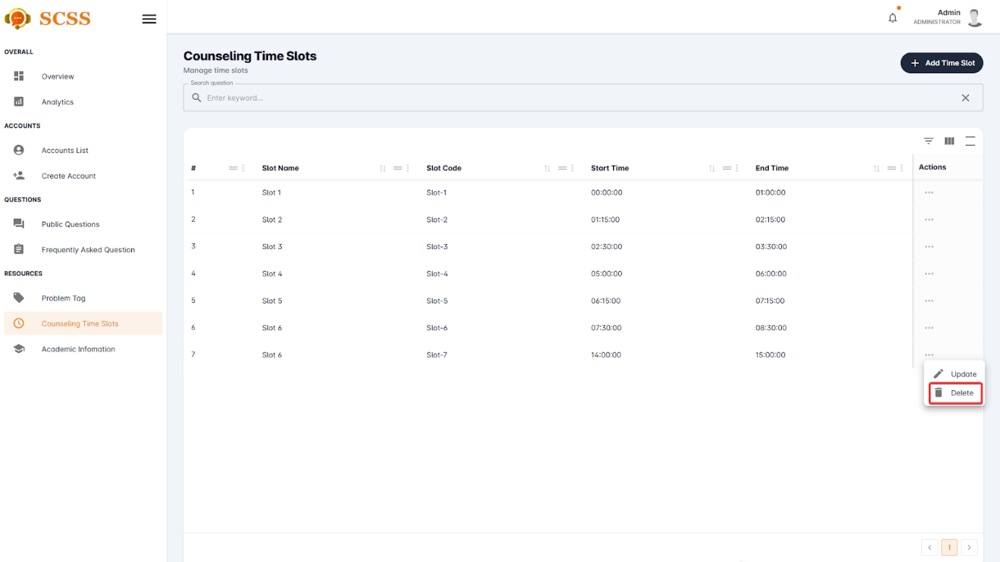 SCSS
Admin
ADMINISTRATOR
OVERALL
Overview
Analytics
ACCOUNTS
Accounts List
Create Account
QUESTIONS
Public Questions
Frequently Asked Question
RESOURCES
Problem Tag
Counseling Time Slots
Academic Infomation
Counseling Time Slots
Manage time slots
+ Add Time Slot
Search question
Enter keyword...
# Slot Name Slot Code Start Time End Time Actions
1 Slot 1 Slot-1 00:00:00 01:00:00
2 Slot 2 Slot-2 01:15:00 02:15:00
3 Slot 3 Slot-3 02:30:00 03:30:00
4 Slot 4 Slot-4 05:00:00 06:00:00
5 Slot 5 Slot-5 06:15:00 07:15:00
6 Slot 6 Slot-6 07:30:00 08:30:00
7 Slot 6 Slot-7 14:00:00 15:00:00
Update
Delete
1